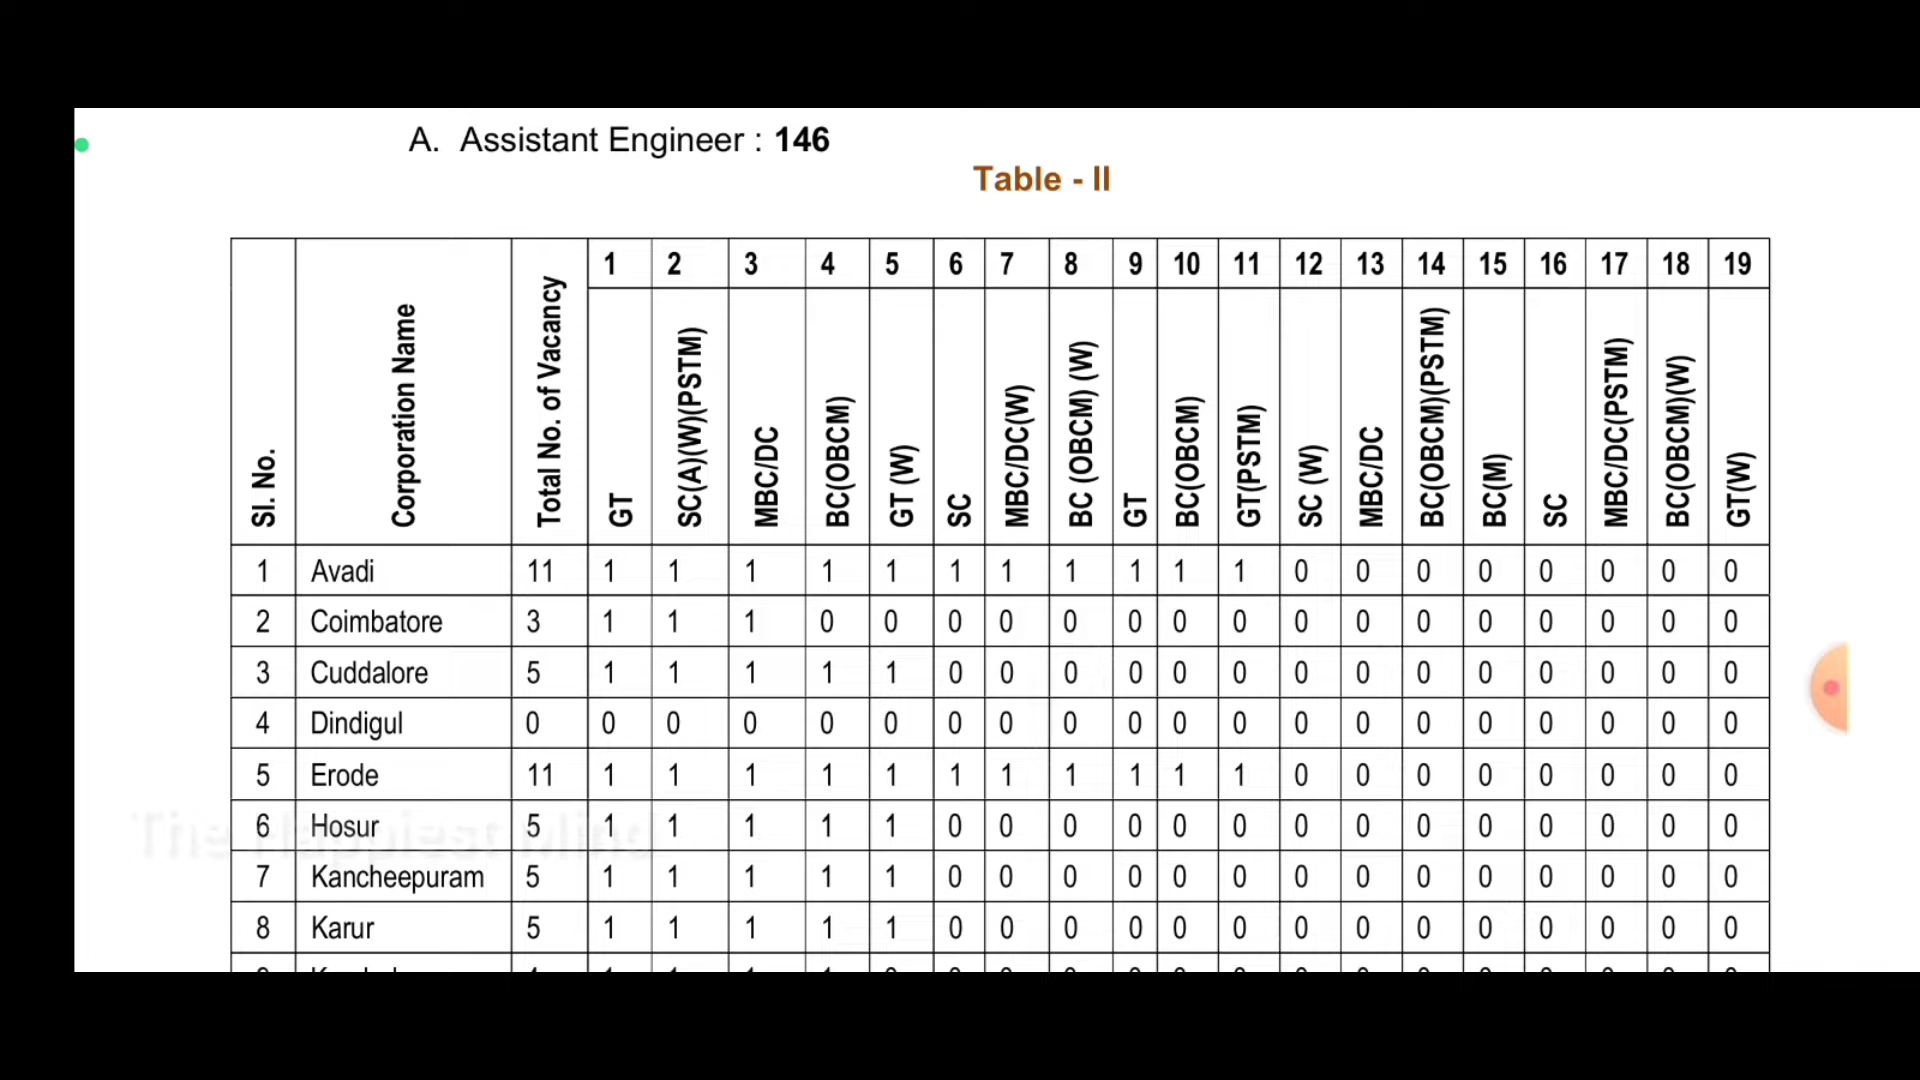 A. Assistant Engineer : 146
Table - II
Sl. No. Corporation Name Total No. of Vacancy 1 2 3 4 5 6 7 8 9 10 11 12 13 14 15 16 17 18 19
GT SC(A)(W)(PSTM) MBC/DC BC(OBCM) GT (W) SC MBC/DC(W) BC (OBCM) (W) GT BC(OBCM) GT(PSTM) SC (W) MBC/DC BC(OBCM)(PSTM) BC(M) SC MBC/DC(PSTM) BC(OBCM)(W) GT(W)
1 Avadi 11 1 1 1 1 1 1 1 1 1 1 1 0 0 0 0 0 0 0 0
2 Coimbatore 3 1 1 1 0 0 0 0 0 0 0 0 0 0 0 0 0 0 0 0
3 Cuddalore 5 1 1 1 1 1 0 0 0 0 0 0 0 0 0 0 0 0 0 0
4 Dindigul 0 0 0 0 0 0 0 0 0 0 0 0 0 0 0 0 0 0 0 0
5 Erode 11 1 1 1 1 1 1 1 1 1 1 1 0 0 0 0 0 0 0 0
6 Hosur 5 1 1 1 1 1 0 0 0 0 0 0 0 0 0 0 0 0 0 0
The Happiest Mind
7 Kancheepuram 5 1 1 1 1 1 0 0 0 0 0 0 0 0 0 0 0 0 0 0
8 Karur 5 1 1 1 1 1 0 0 0 0 0 0 0 0 0 0 0 0 0 0